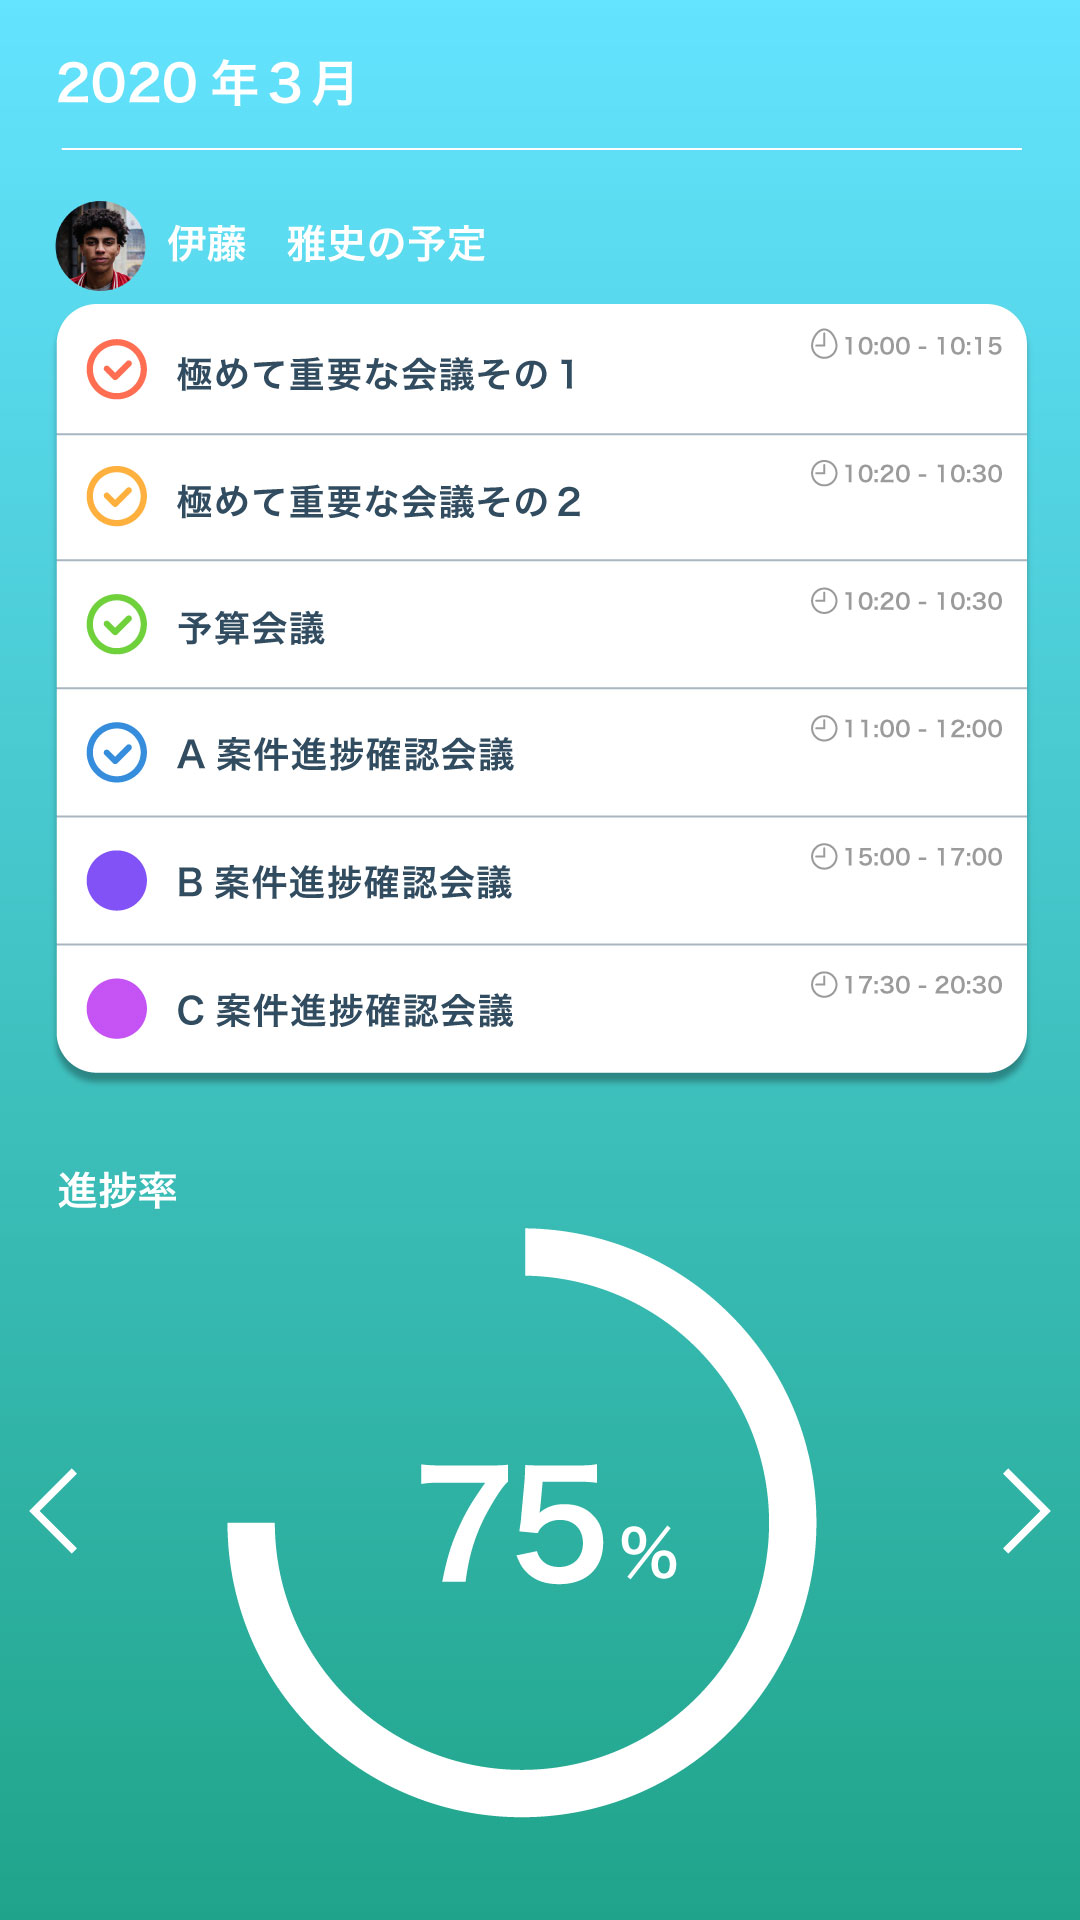 2020 年３月
伊藤　雅史の予定
極めて重要な会議その１
10:00 - 10:15
極めて重要な会議その２
10:20 - 10:30
予算会議
10:20 - 10:30
A 案件進捗確認会議
11:00 - 12:00
B 案件進捗確認会議
15:00 - 17:00
C 案件進捗確認会議
17:30 - 20:30
進捗率
75 %